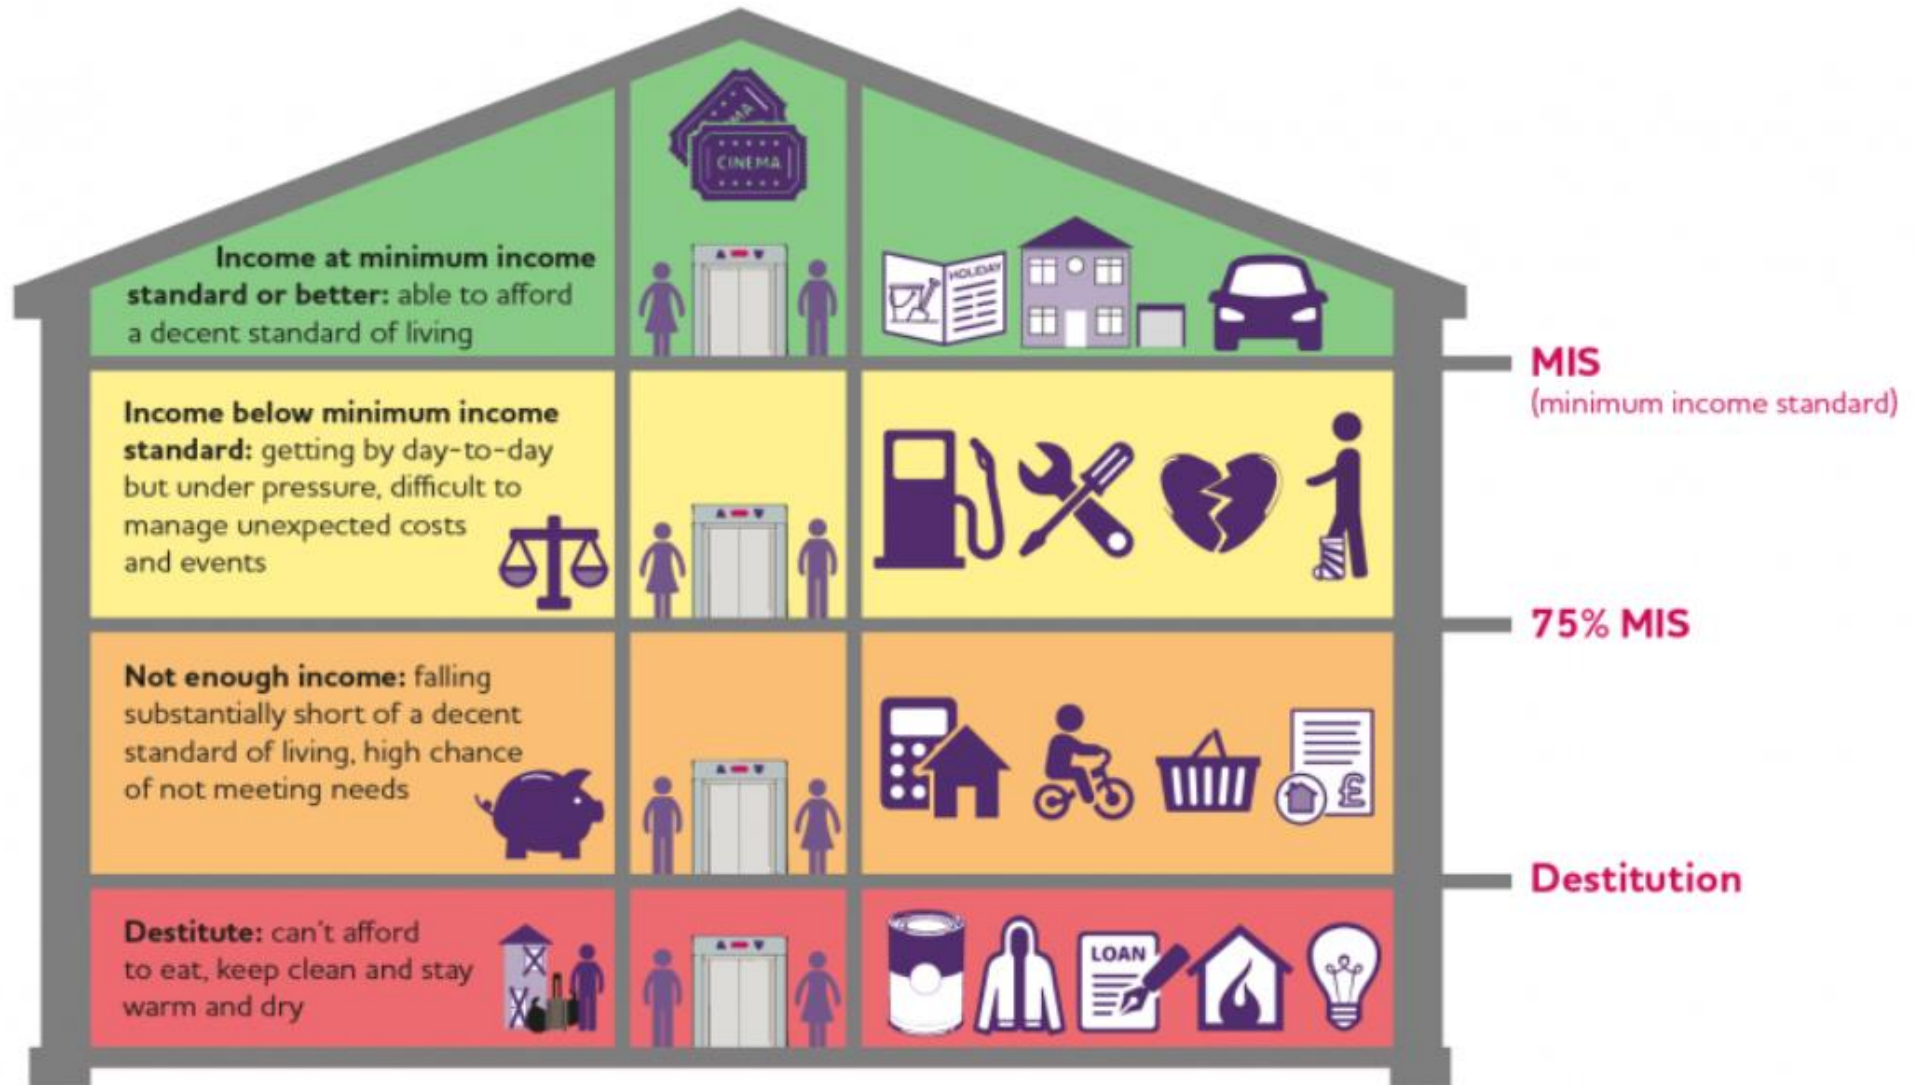 MA
CINEMA
Income at minimum income
standard or better: able to afford
a decent standard of living
HOLIDAY
MIS
(minimum income standard)
Income below minimum income
standard: getting by day-to-day
but under pressure, difficult to
manage unexpected costs
and events
75% MIS
Not enough income: falling
substantially short of a decent
standard of living, high chance
of not meeting needs
£
Destitution
Destitute: can't afford
to eat, keep clean and stay
warm and dry
LOAN